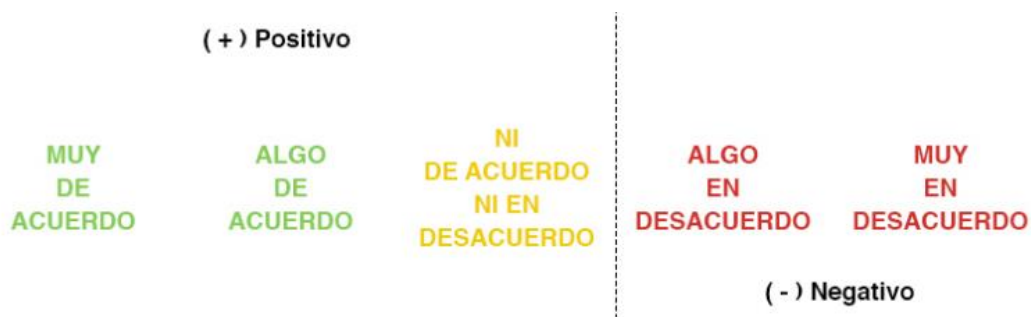 ( + ) Positivo
MUY
DE
ACUERDO
ALGO
DE
ACUERDO
NI
DE ACUERDO
NI EN
DESACUERDO
ALGO
EN
DESACUERDO
MUY
EN
DESACUERDO
( - ) Negativo